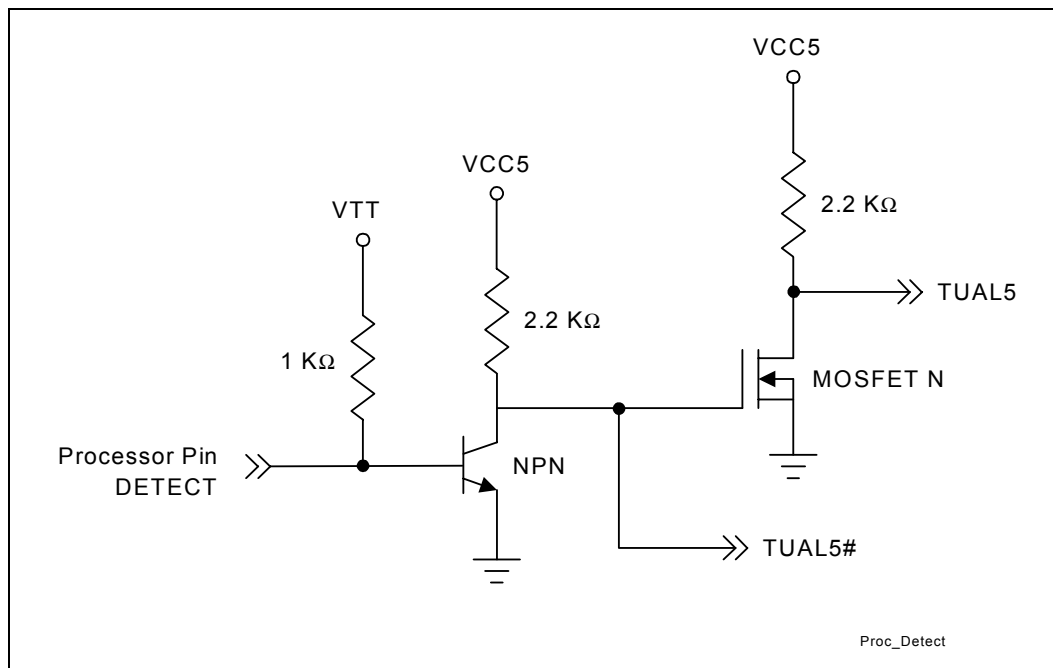 VCC5
VCC5
2.2 KΩ
VTT
TUAL5
2.2 KΩ
1 KΩ
MOSFET N
Processor Pin
DETECT
NPN
TUAL5#
Proc_Detect